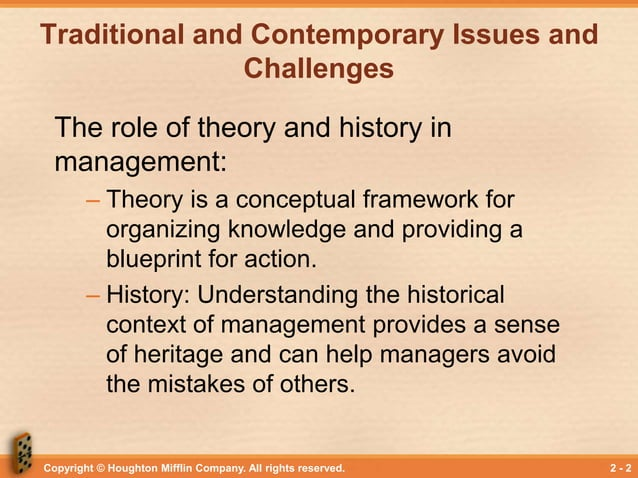 Traditional and Contemporary Issues and
Challenges
The role of theory and history in
management:
– Theory is a conceptual framework for
organizing knowledge and providing a
blueprint for action.
– History: Understanding the historical
context of management provides a sense
of heritage and can help managers avoid
the mistakes of others.
Copyright © Houghton Mifflin Company. All rights reserved. 2 - 2